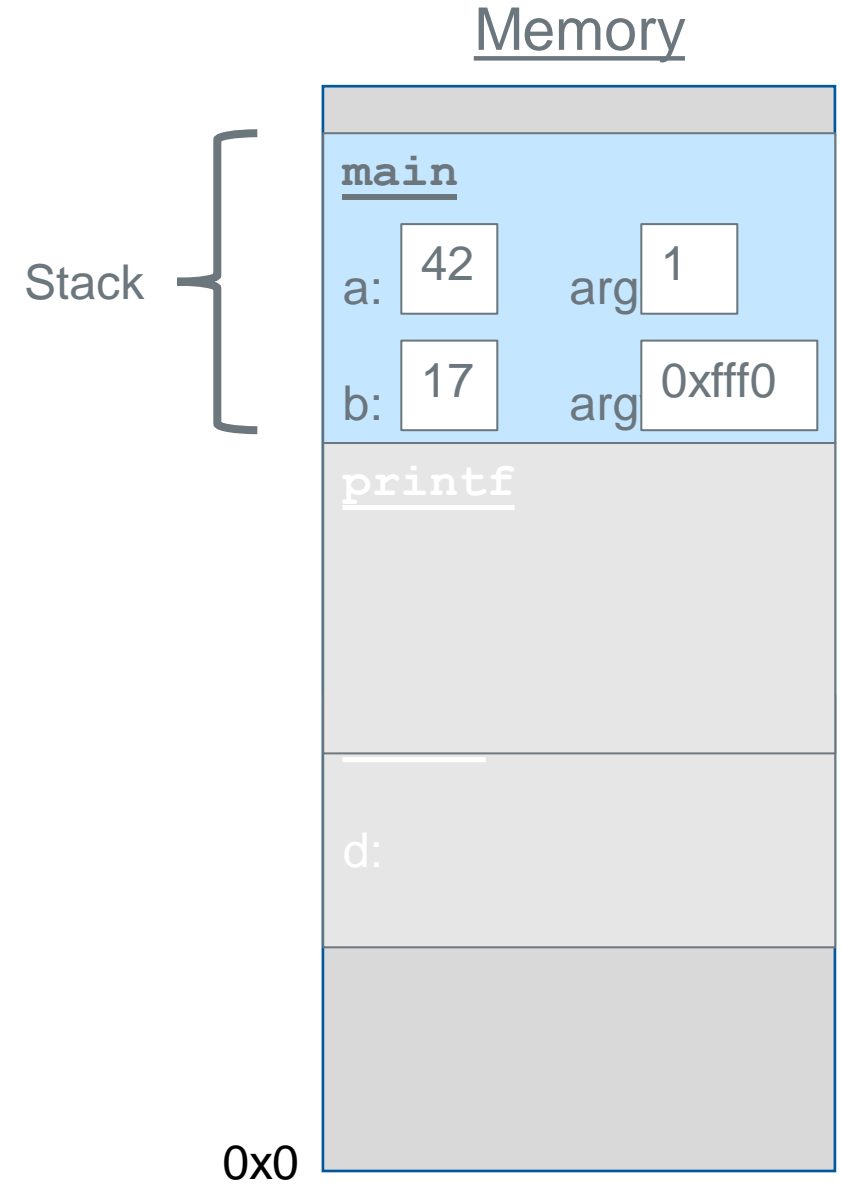 Memory
main
Stack
a: 42 arg 1
b: 17 arg 0xfff0
printf
d:
0x0